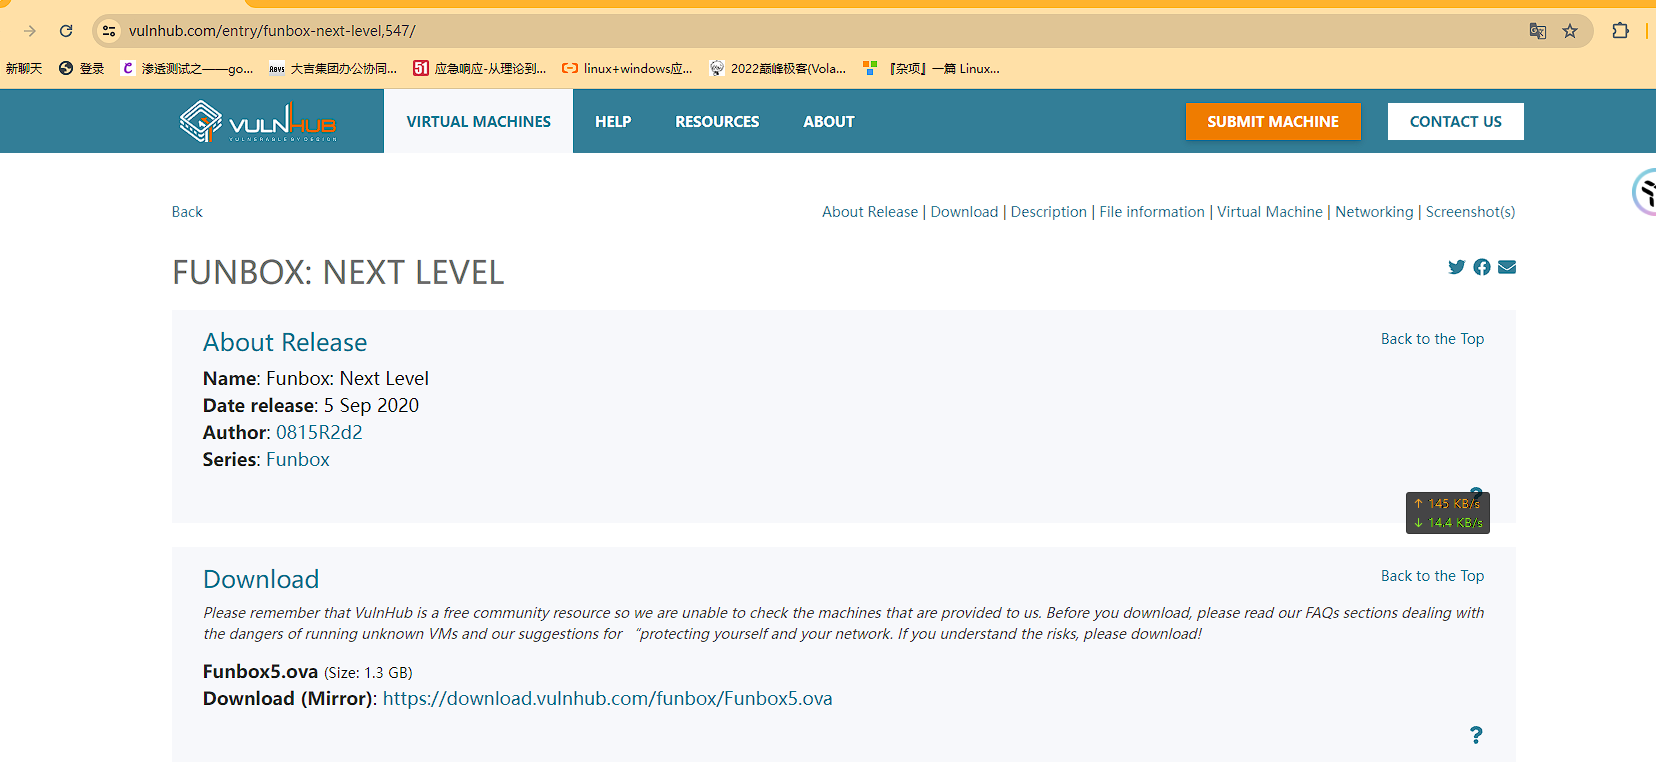 vulnhub.com/entry/funbox-next-level,547/
新聊天 登录 渗透测试之——go... 大吉集团办公协同... 应急响应-从理论到... linux+windows应... 2022巅峰极客(Vola... 『杂项』一篇 Linux...
VULNHUB VIRTUAL MACHINES HELP RESOURCES ABOUT SUBMIT MACHINE CONTACT US
VULNERABLE BY DESIGN
Back About Release | Download | Description | File information | Virtual Machine | Networking | Screenshot(s)
FUNBOX: NEXT LEVEL
About Release Back to the Top
Name: Funbox: Next Level
Date release: 5 Sep 2020
Author: 0815R2d2
Series: Funbox
?
↑ 145 KB/s
↓ 14.4 KB/s
Download Back to the Top
Please remember that VulnHub is a free community resource so we are unable to check the machines that are provided to us. Before you download, please read our FAQs sections dealing with
the dangers of running unknown VMs and our suggestions for “protecting yourself and your network. If you understand the risks, please download!
Funbox5.ova (Size: 1.3 GB)
Download (Mirror): https://download.vulnhub.com/funbox/Funbox5.ova
?